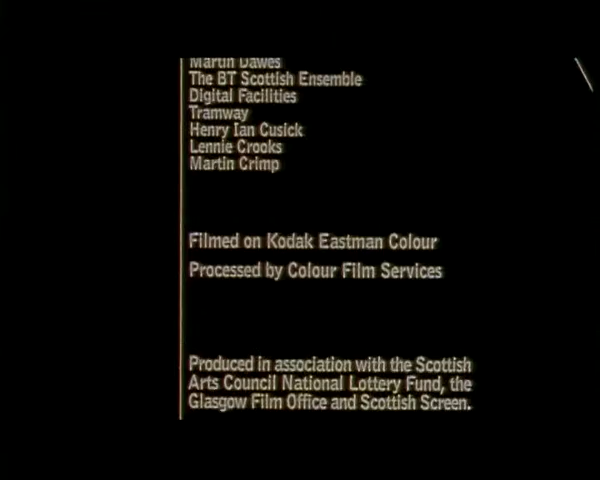 Martin Dawes
The BT Scottish Ensemble
Digital Facilities
Tramway
Henry Ian Cusick
Lennie Crooks
Martin Crimp
Filmed on Kodak Eastman Colour
Processed by Colour Film Services
Produced in association with the Scottish
Arts Council National Lottery Fund, the
Glasgow Film Office and Scottish Screen.